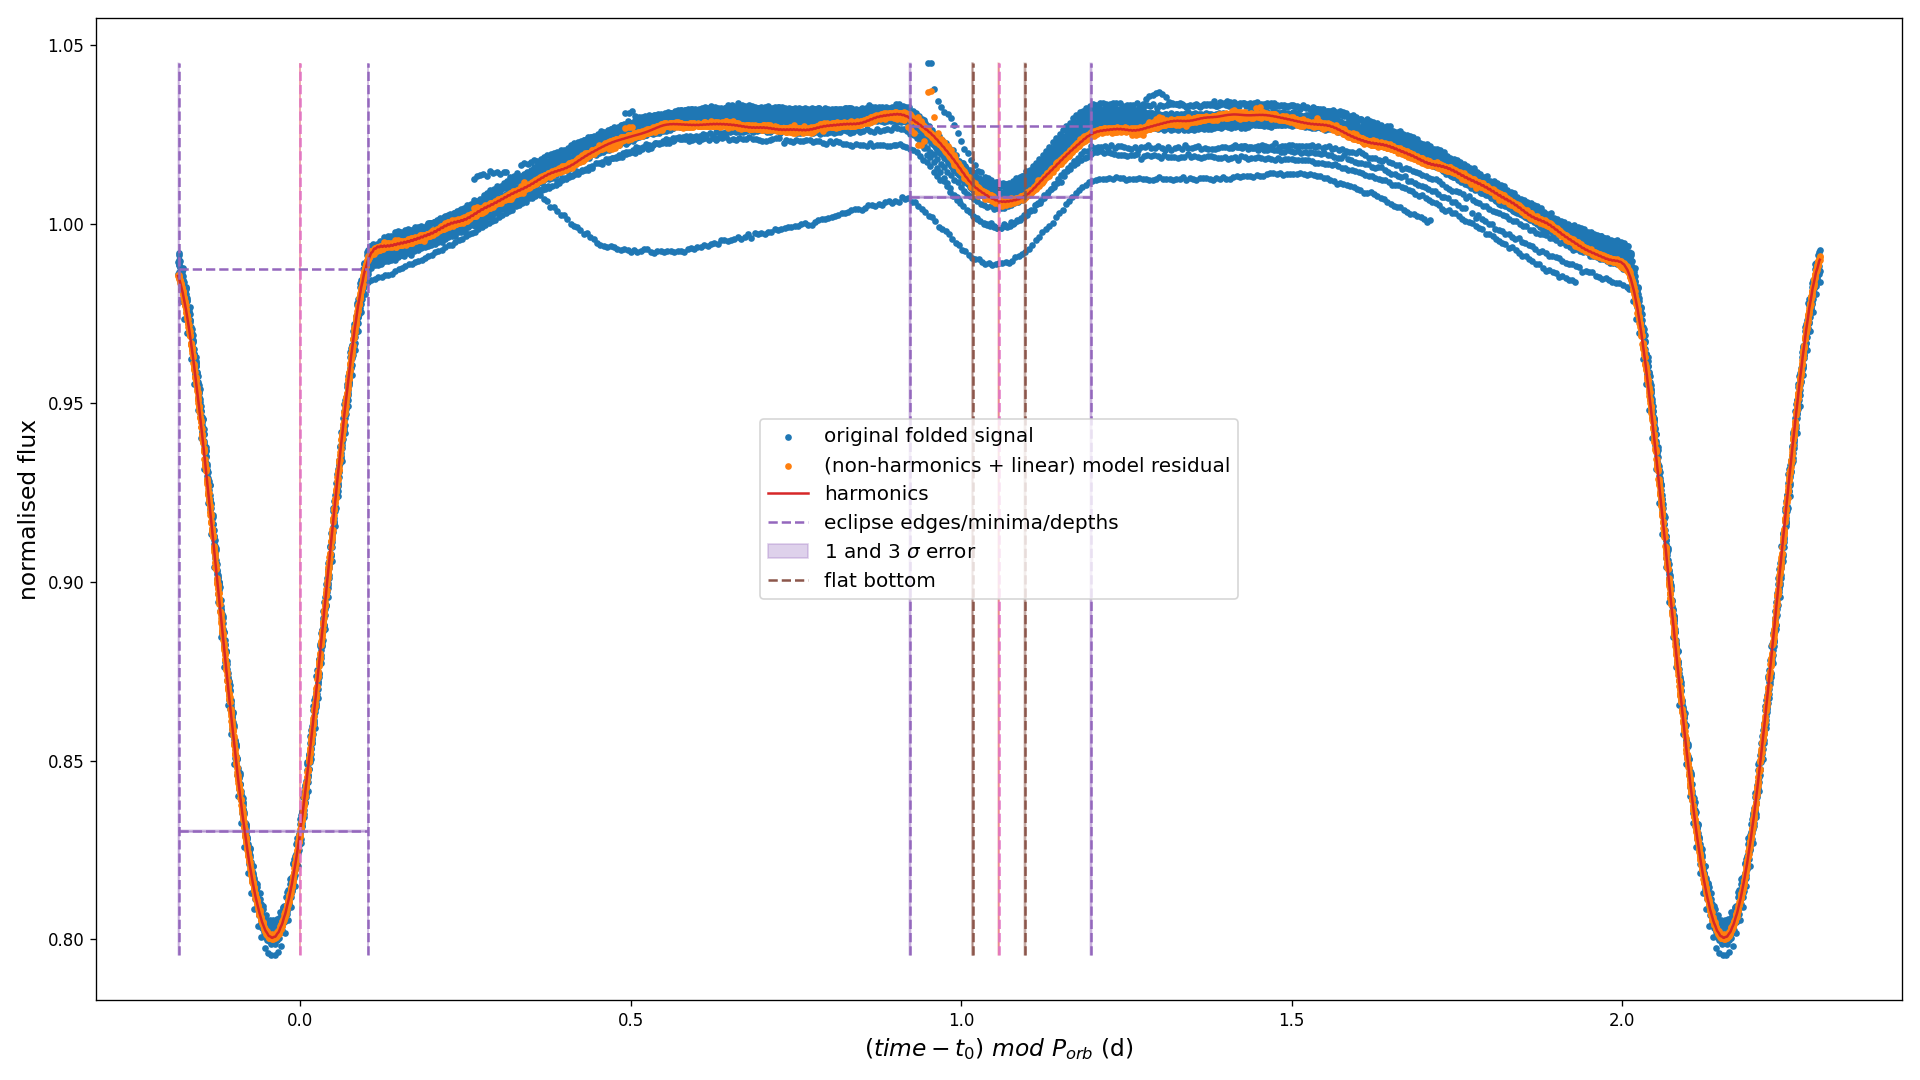 1.05
1.00
0.95
0.90
0.85
0.80
normalised flux
original folded signal
(non-harmonics + linear) model residual
harmonics
eclipse edges/minima/depths
1 and 3 σ error
flat bottom
0.0 0.5 1.0 1.5 2.0
(time − t₀) mod Pₒᵣ₆ (d)